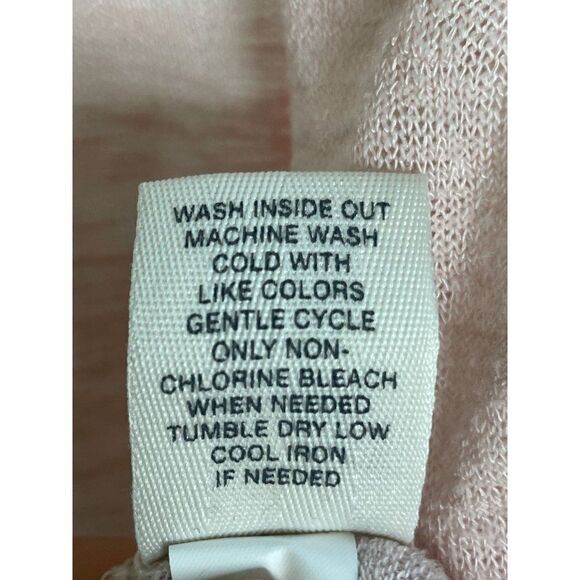 WASH INSIDE OUT
MACHINE WASH
COLD WITH
LIKE COLORS
GENTLE CYCLE
ONLY NON-
CHLORINE BLEACH
WHEN NEEDED
TUMBLE DRY LOW
COOL IRON
IF NEEDED